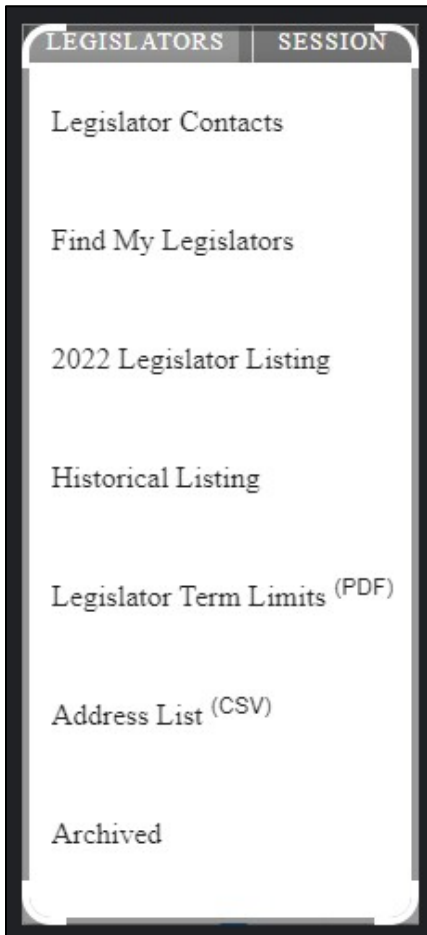 LEGISLATORS SESSION
Legislator Contacts
Find My Legislators
2022 Legislator Listing
Historical Listing
Legislator Term Limits (PDF)
Address List (CSV)
Archived